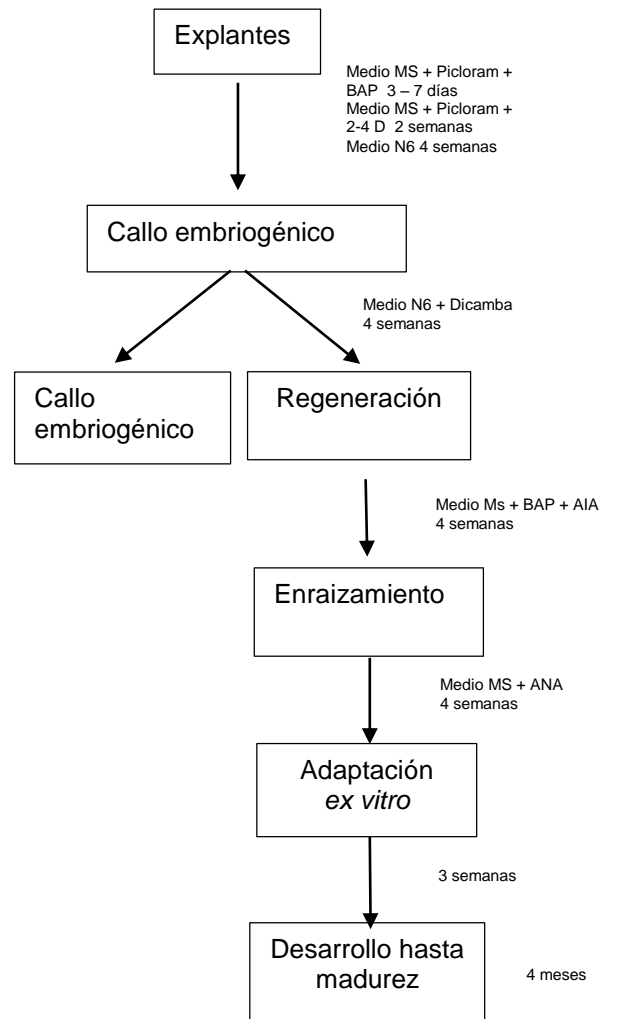 Explantes
Medio MS + Picloram +
BAP 3 – 7 días
Medio MS + Picloram +
2-4 D 2 semanas
Medio N6 4 semanas
Callo embriogénico
Medio N6 + Dicamba
4 semanas
Callo
embriogénico
Regeneración
Medio Ms + BAP + AIA
4 semanas
Enraizamiento
Medio MS + ANA
4 semanas
Adaptación
ex vitro
3 semanas
Desarrollo hasta
madurez
4 meses